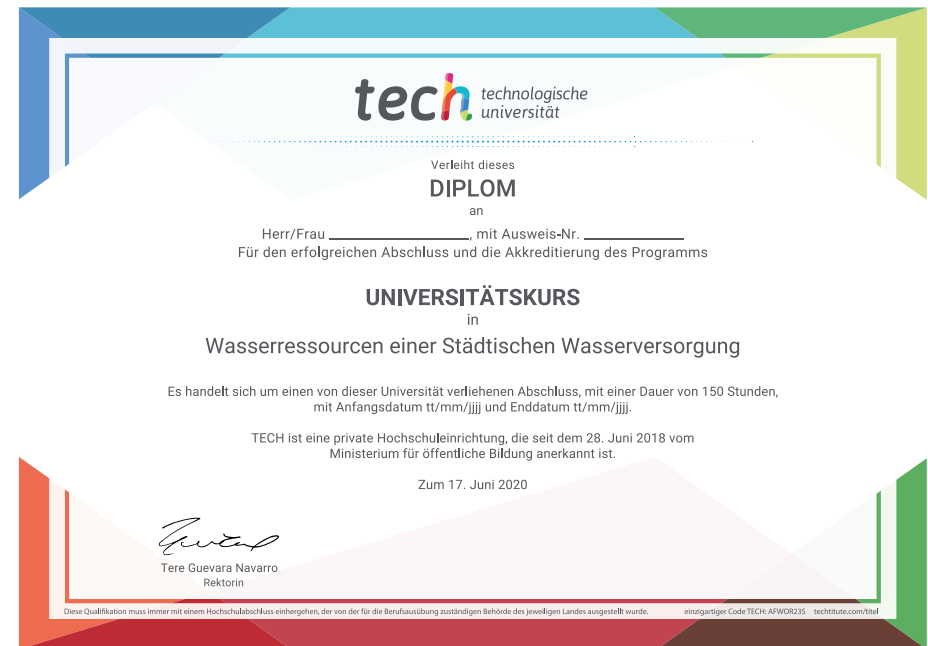 tech technologische
universität
Verleiht dieses
DIPLOM
an
Herr/Frau ____________________, mit Ausweis-Nr. ______________
Für den erfolgreichen Abschluss und die Akkreditierung des Programms
UNIVERSITÄTSKURS
in
Wasserressourcen einer Städtischen Wasserversorgung
Es handelt sich um einen von dieser Universität verliehenen Abschluss, mit einer Dauer von 150 Stunden,
mit Anfangsdatum tt/mm/jjjj und Enddatum tt/mm/jjjj.
TECH ist eine private Hochschuleinrichtung, die seit dem 28. Juni 2018 vom
Ministerium für öffentliche Bildung anerkannt ist.
Zum 17. Juni 2020
Tere Guevara Navarro
Rektorin
Diese Qualifikation muss immer mit einem Hochschulabschluss einhergehen, der von der für die Berufsausübung zuständigen Behörde des jeweiligen Landes ausgestellt wurde. einzigartiger Code TECH: AFWOR23S techtitute.com/titel